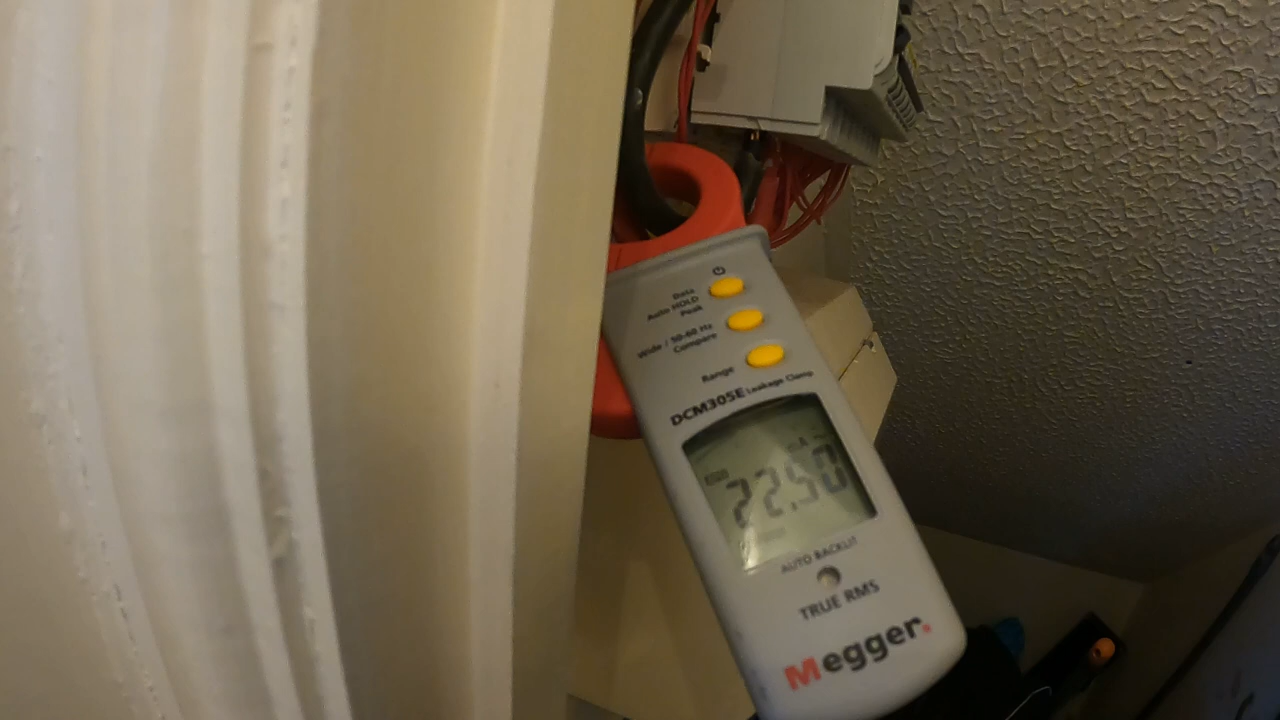 Data
Auto HOLD
Peak
Wide / 50-60 Hz
Compare
Range
DCM305E Leakage Clamp
mA
22.50
AUTO BACKLIT
TRUE RMS
Megger.